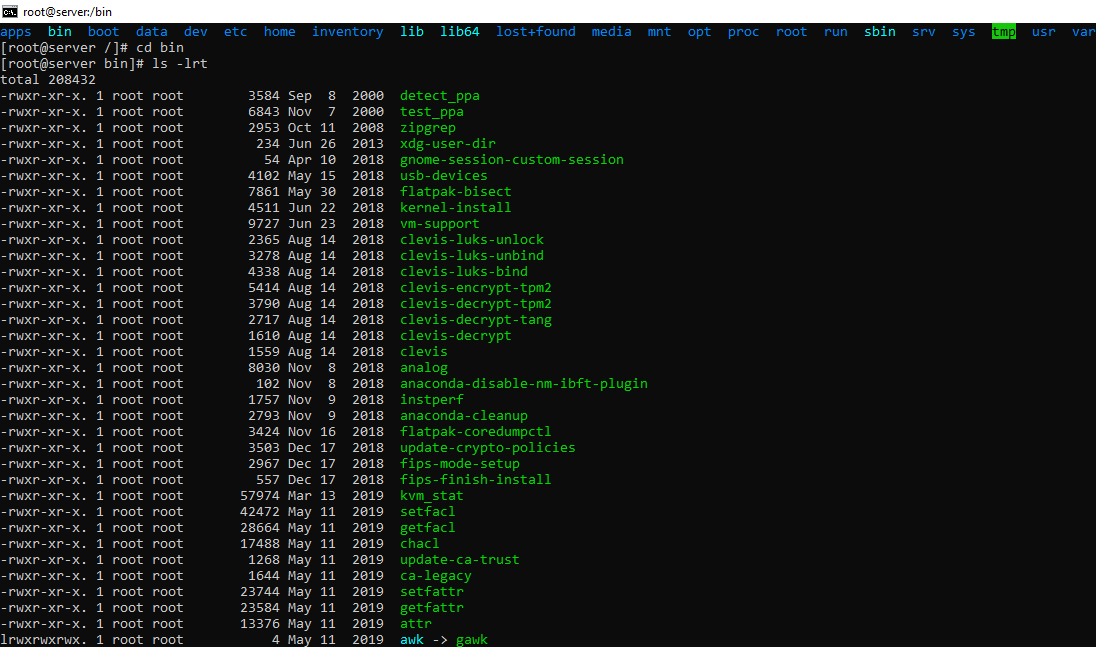 root@server:/bin
apps  bin  boot  data  dev  etc  home  inventory  lib  lib64  lost+found  media  mnt  opt  proc  root  run  sbin  srv  sys  tmp  usr  var
[root@server /]# cd bin
[root@server bin]# ls -lrt
total 208432
-rwxr-xr-x. 1 root root        3584 Sep  8  2000  detect_ppa
-rwxr-xr-x. 1 root root        6843 Nov  7  2000  test_ppa
-rwxr-xr-x. 1 root root        2953 Oct 11  2008  zipgrep
-rwxr-xr-x. 1 root root         234 Jun 26  2013  xdg-user-dir
-rwxr-xr-x. 1 root root          54 Apr 10  2018  gnome-session-custom-session
-rwxr-xr-x. 1 root root        4102 May 15  2018  usb-devices
-rwxr-xr-x. 1 root root        7861 May 30  2018  flatpak-bisect
-rwxr-xr-x. 1 root root        4511 Jun 22  2018  kernel-install
-rwxr-xr-x. 1 root root        9727 Jun 23  2018  vm-support
-rwxr-xr-x. 1 root root        2365 Aug 14  2018  clevis-luks-unlock
-rwxr-xr-x. 1 root root        3278 Aug 14  2018  clevis-luks-unbind
-rwxr-xr-x. 1 root root        4338 Aug 14  2018  clevis-luks-bind
-rwxr-xr-x. 1 root root        5414 Aug 14  2018  clevis-encrypt-tpm2
-rwxr-xr-x. 1 root root        3790 Aug 14  2018  clevis-decrypt-tpm2
-rwxr-xr-x. 1 root root        2717 Aug 14  2018  clevis-decrypt-tang
-rwxr-xr-x. 1 root root        1610 Aug 14  2018  clevis-decrypt
-rwxr-xr-x. 1 root root        1559 Aug 14  2018  clevis
-rwxr-xr-x. 1 root root        8030 Nov  8  2018  analog
-rwxr-xr-x. 1 root root         102 Nov  8  2018  anaconda-disable-nm-ibft-plugin
-rwxr-xr-x. 1 root root        1757 Nov  9  2018  instperf
-rwxr-xr-x. 1 root root        2793 Nov  9  2018  anaconda-cleanup
-rwxr-xr-x. 1 root root        3424 Nov 16  2018  flatpak-coredumpctl
-rwxr-xr-x. 1 root root        3503 Dec 17  2018  update-crypto-policies
-rwxr-xr-x. 1 root root        2967 Dec 17  2018  fips-mode-setup
-rwxr-xr-x. 1 root root         557 Dec 17  2018  fips-finish-install
-rwxr-xr-x. 1 root root       57974 Mar 13  2019  kvm_stat
-rwxr-xr-x. 1 root root       42472 May 11  2019  setfacl
-rwxr-xr-x. 1 root root       28664 May 11  2019  getfacl
-rwxr-xr-x. 1 root root       17488 May 11  2019  chacl
-rwxr-xr-x. 1 root root        1268 May 11  2019  update-ca-trust
-rwxr-xr-x. 1 root root        1644 May 11  2019  ca-legacy
-rwxr-xr-x. 1 root root       23744 May 11  2019  setfattr
-rwxr-xr-x. 1 root root       23584 May 11  2019  getfattr
-rwxr-xr-x. 1 root root       13376 May 11  2019  attr
lrwxrwxrwx. 1 root root           4 May 11  2019  awk -> gawk